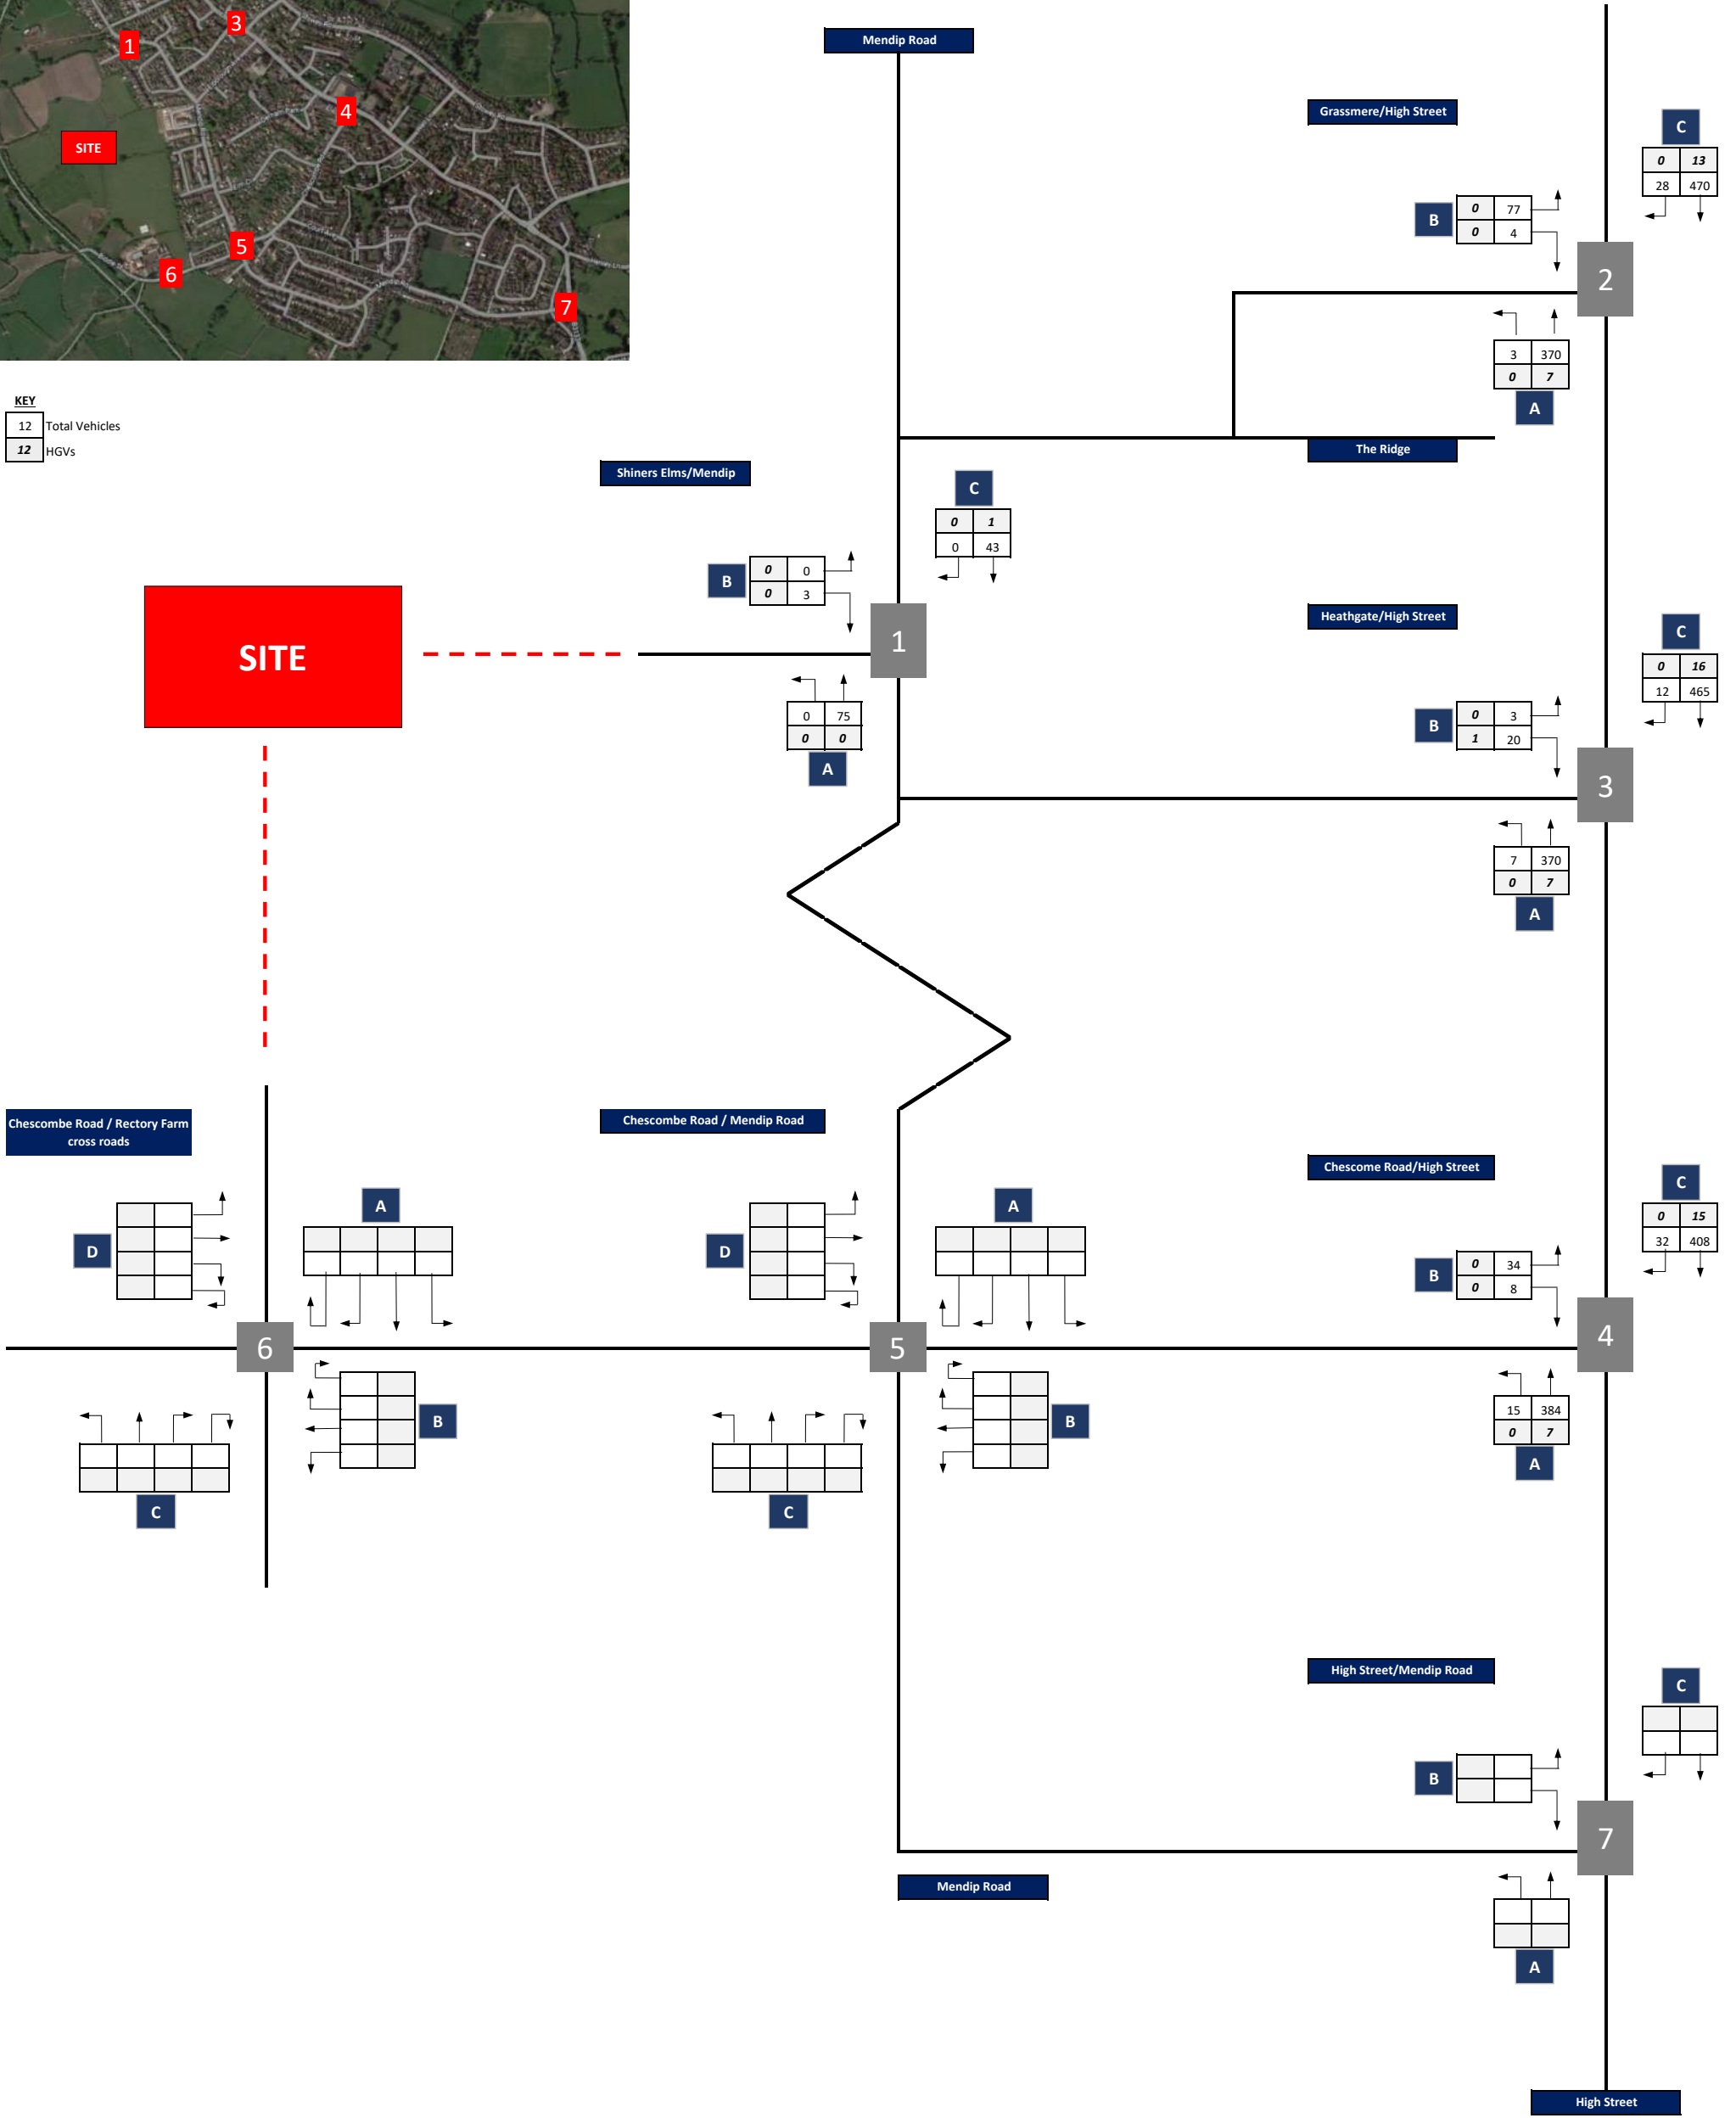 3
1
4
SITE
5
6
7
Mendip Road
Grassmere/High Street
C
0 13
28 470
B
0 77
0 4
2
3 370
0 7
A
KEY
12 Total Vehicles
12 HGVs
The Ridge
Shiners Elms/Mendip
C
0 1
0 43
B
0 0
0 3
1
SITE
0 75
0 0
A
Heathgate/High Street
C
0 16
12 465
B
0 3
1 20
3
7 370
0 7
A
Chescombe Road / Rectory Farm
cross roads
Chescombe Road / Mendip Road
Chescome Road/High Street
A
D
A
D
C
0 15
32 408
B
0 34
0 8
6
5
4
B
C
B
C
15 384
0 7
A
High Street/Mendip Road
C
B
7
Mendip Road
A
High Street